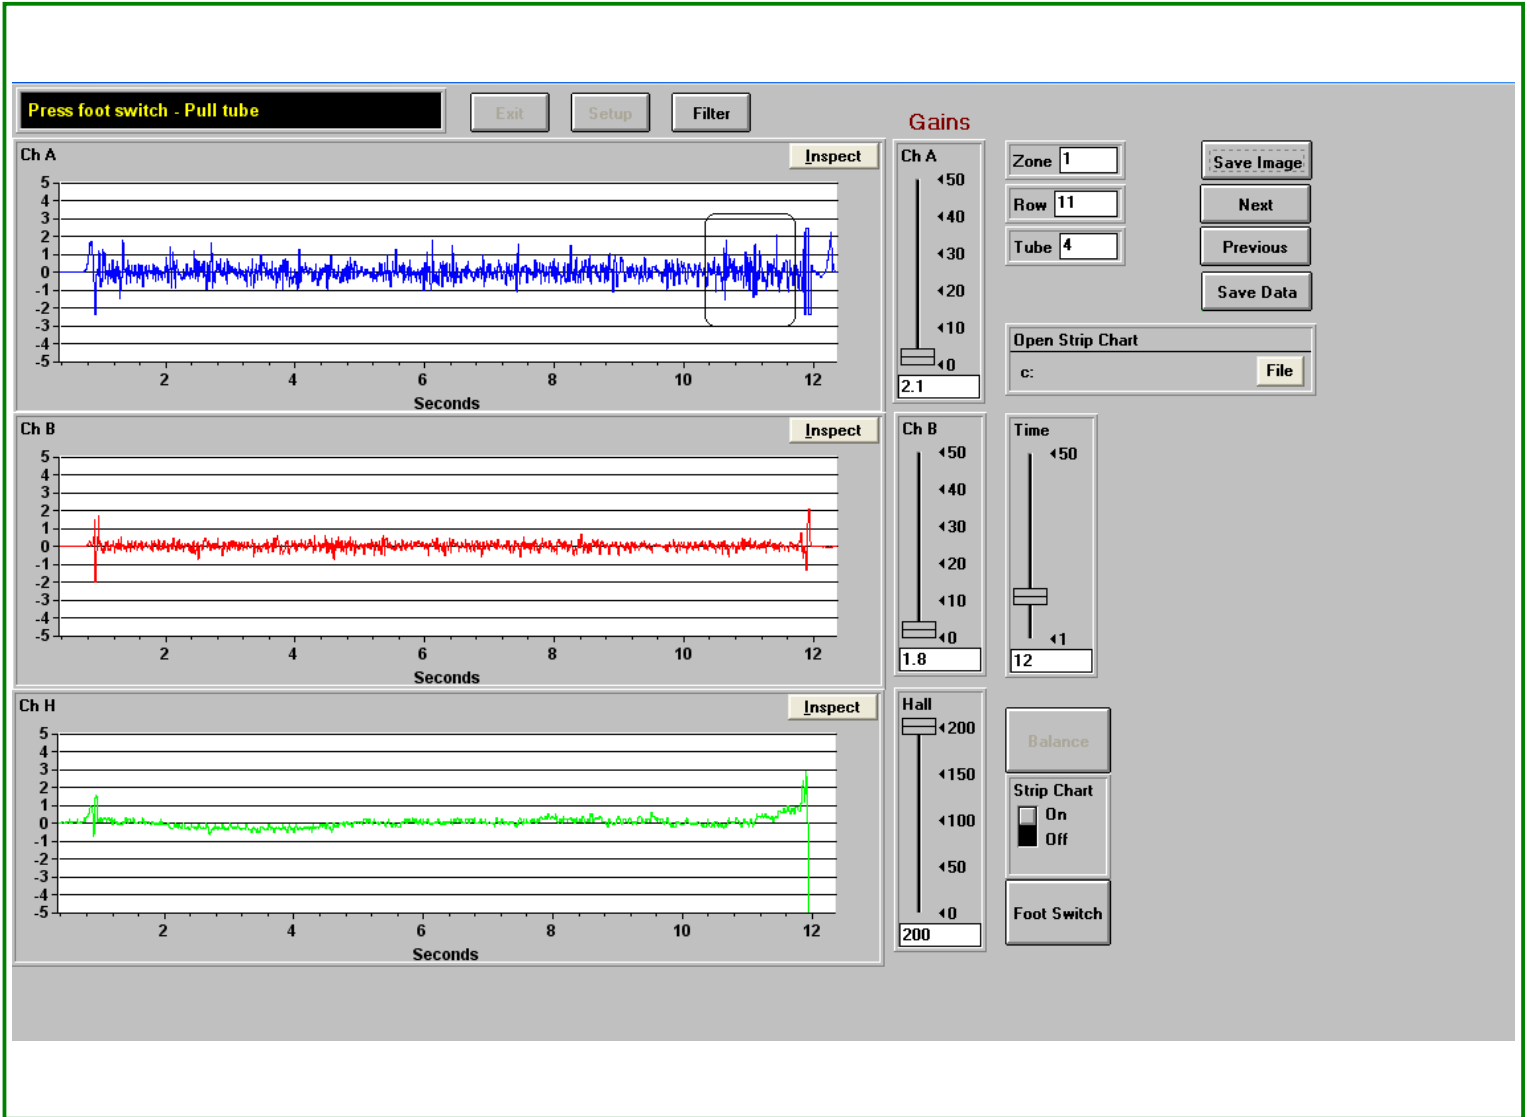 Press foot switch - Pull tube
Exit
Setup
Filter
Gains
Ch A
Inspect
5
4
3
2
1
0
-1
-2
-3
-4
-5
2 4 6 8 10 12
Seconds
Ch A
50
40
30
20
10
0
2.1
Zone 1
Row 11
Tube 4
Save Image
Next
Previous
Save Data
Open Strip Chart
c:
File
Ch B
Inspect
5
4
3
2
1
0
-1
-2
-3
-4
-5
2 4 6 8 10 12
Seconds
Ch B
50
40
30
20
10
0
1.8
Time
50
1
12
Ch H
Inspect
5
4
3
2
1
0
-1
-2
-3
-4
-5
2 4 6 8 10 12
Seconds
Hall
200
150
100
50
0
200
Balance
Strip Chart
On
Off
Foot Switch